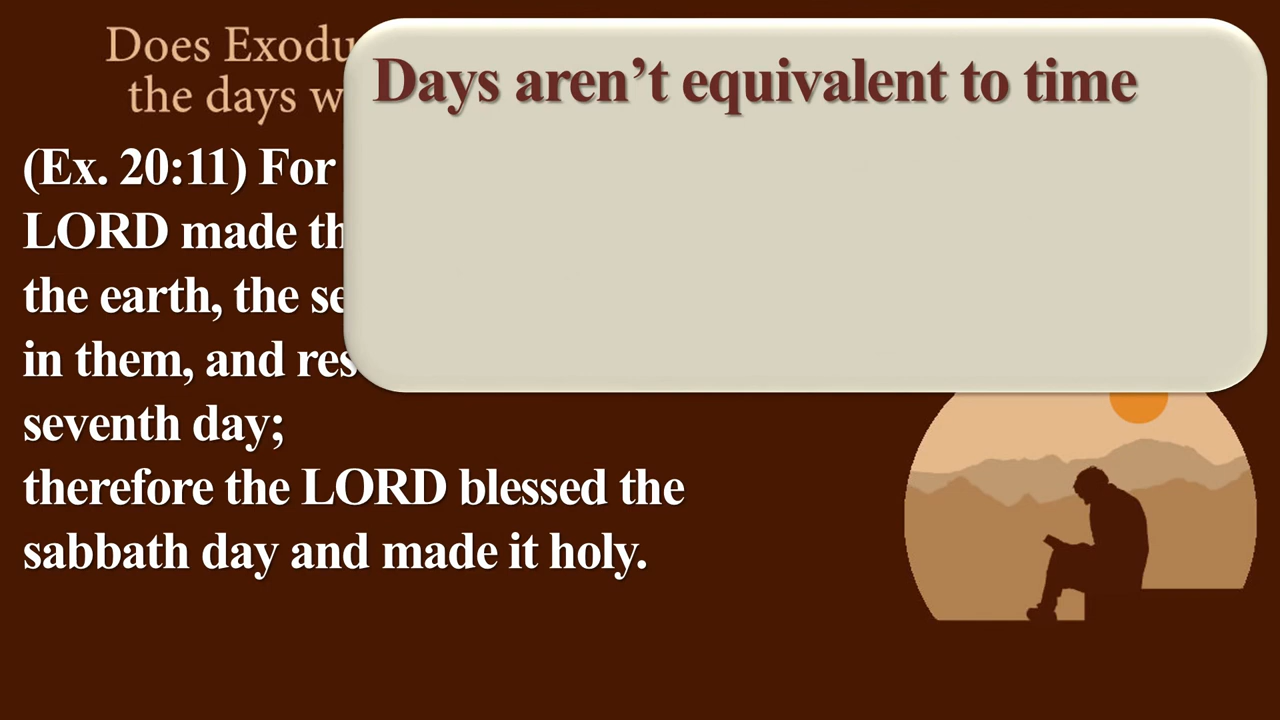 Does Exodu
the days w
Days aren’t equivalent to time
(Ex. 20:11) For
LORD made th
the earth, the se
in them, and res
seventh day;
therefore the LORD blessed the
sabbath day and made it holy.